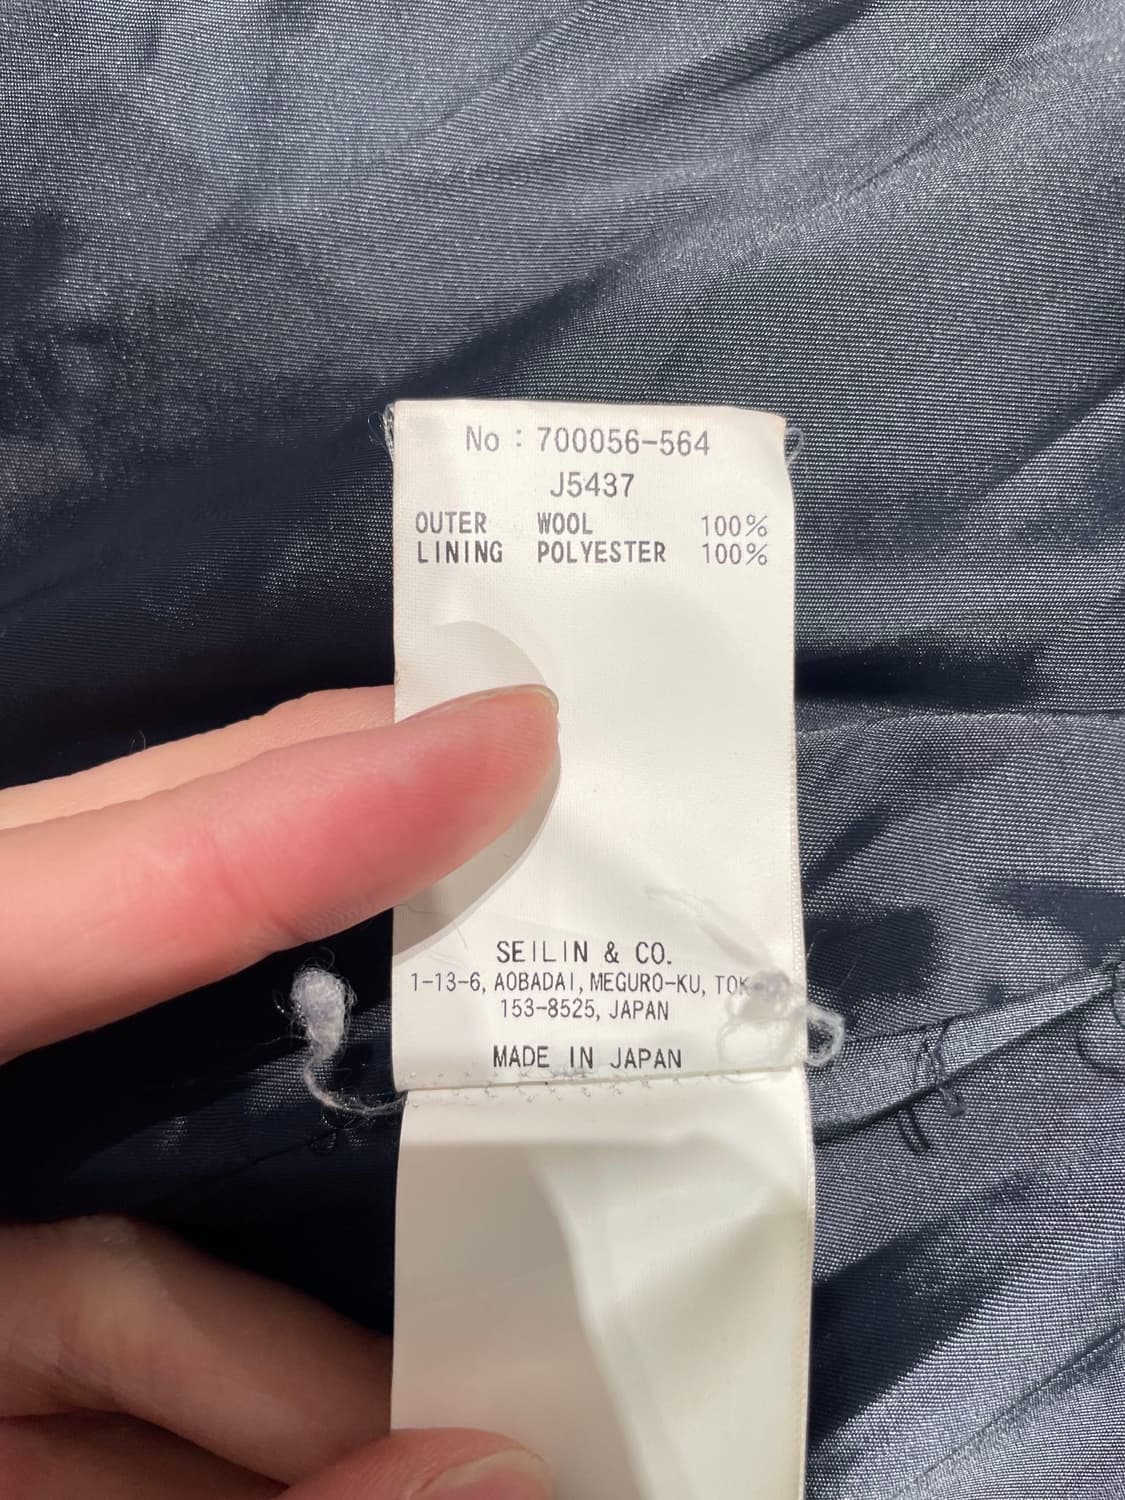 No : 700056-564
J5437
OUTER WOOL 100%
LINING POLYESTER 100%
SEILIN & CO.
1-13-6, AOBADAI, MEGURO-KU,
153-8525, JAPAN
MADE IN JAPAN